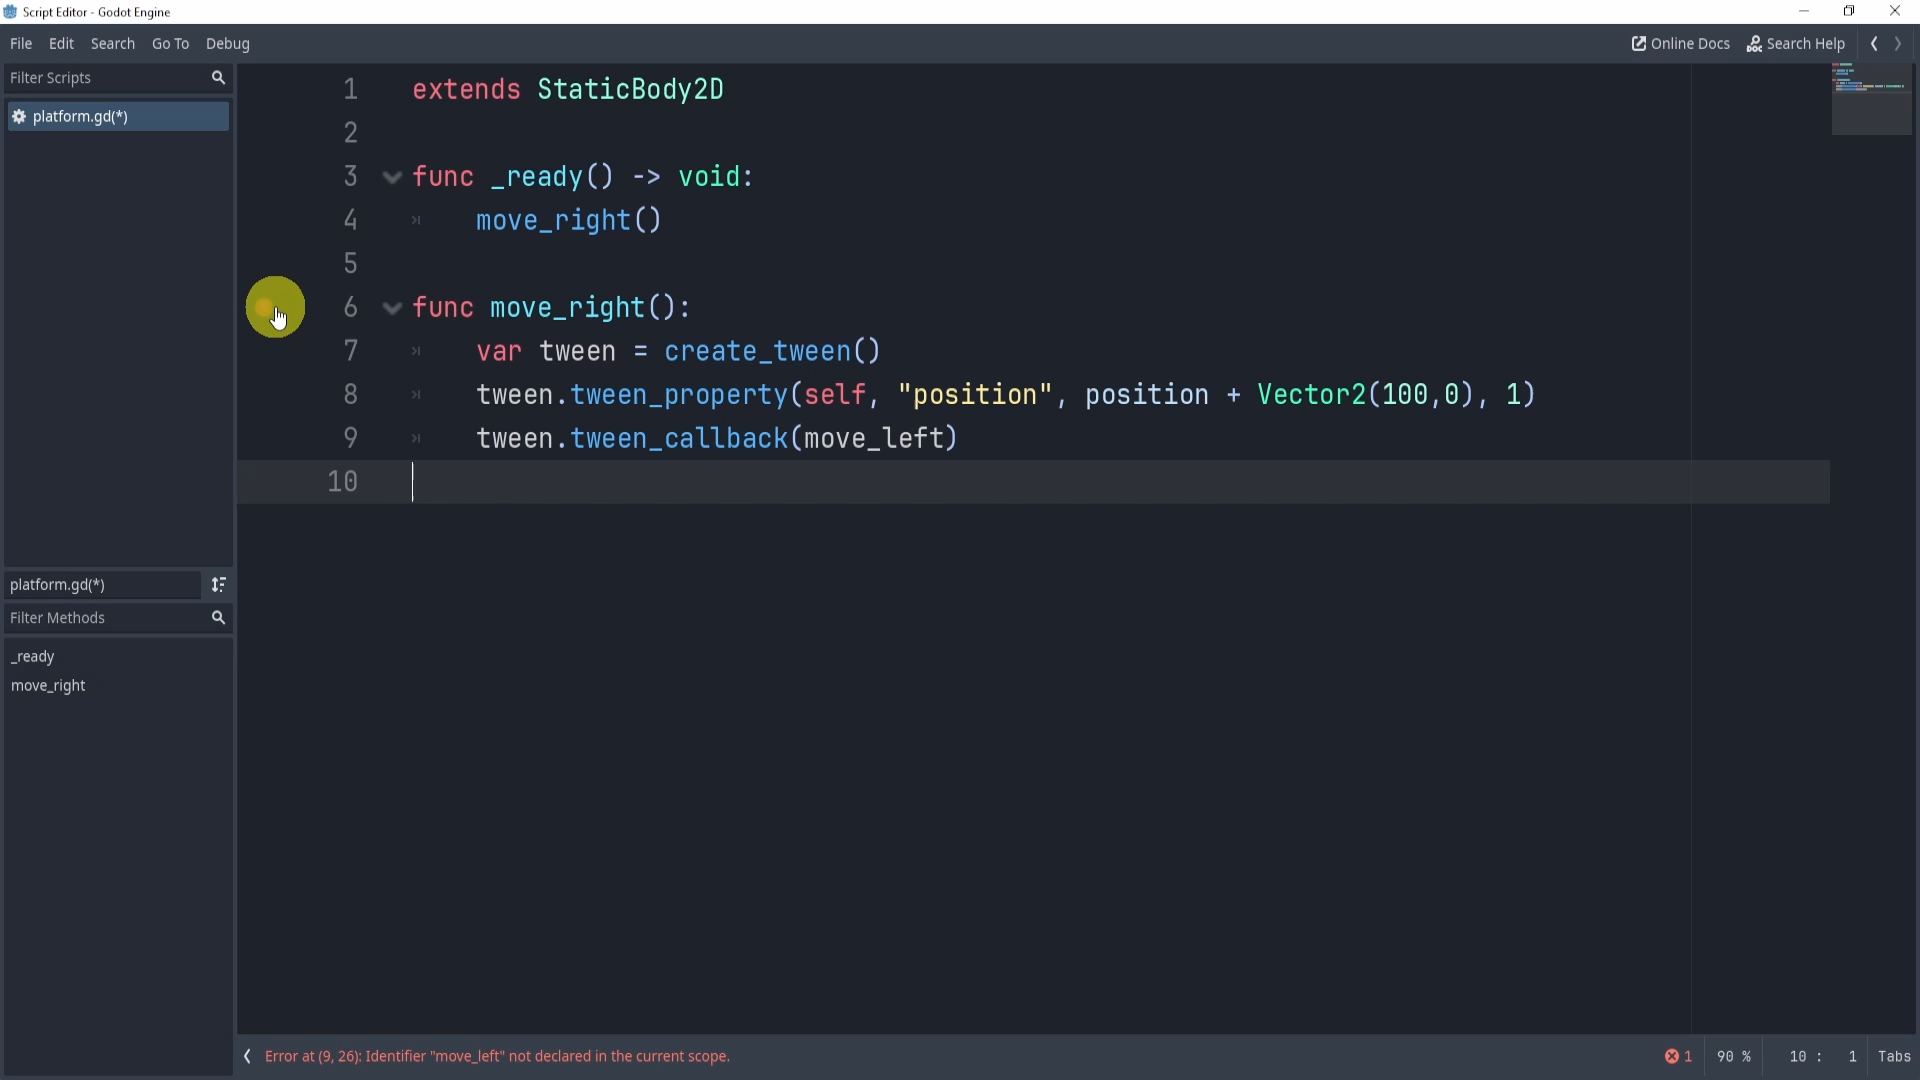 Script Editor - Godot Engine
File Edit Search Go To Debug
Online Docs Search Help
Filter Scripts
platform.gd(*)
platform.gd(*)
Filter Methods
_ready
move_right
1 extends StaticBody2D
2
3 func _ready() -> void:
4 move_right()
5
6 func move_right():
7 var tween = create_tween()
8 tween.tween_property(self, "position", position + Vector2(100,0), 1)
9 tween.tween_callback(move_left)
10
Error at (9, 26): Identifier "move_left" not declared in the current scope.
1 90 % 10 : 1 Tabs